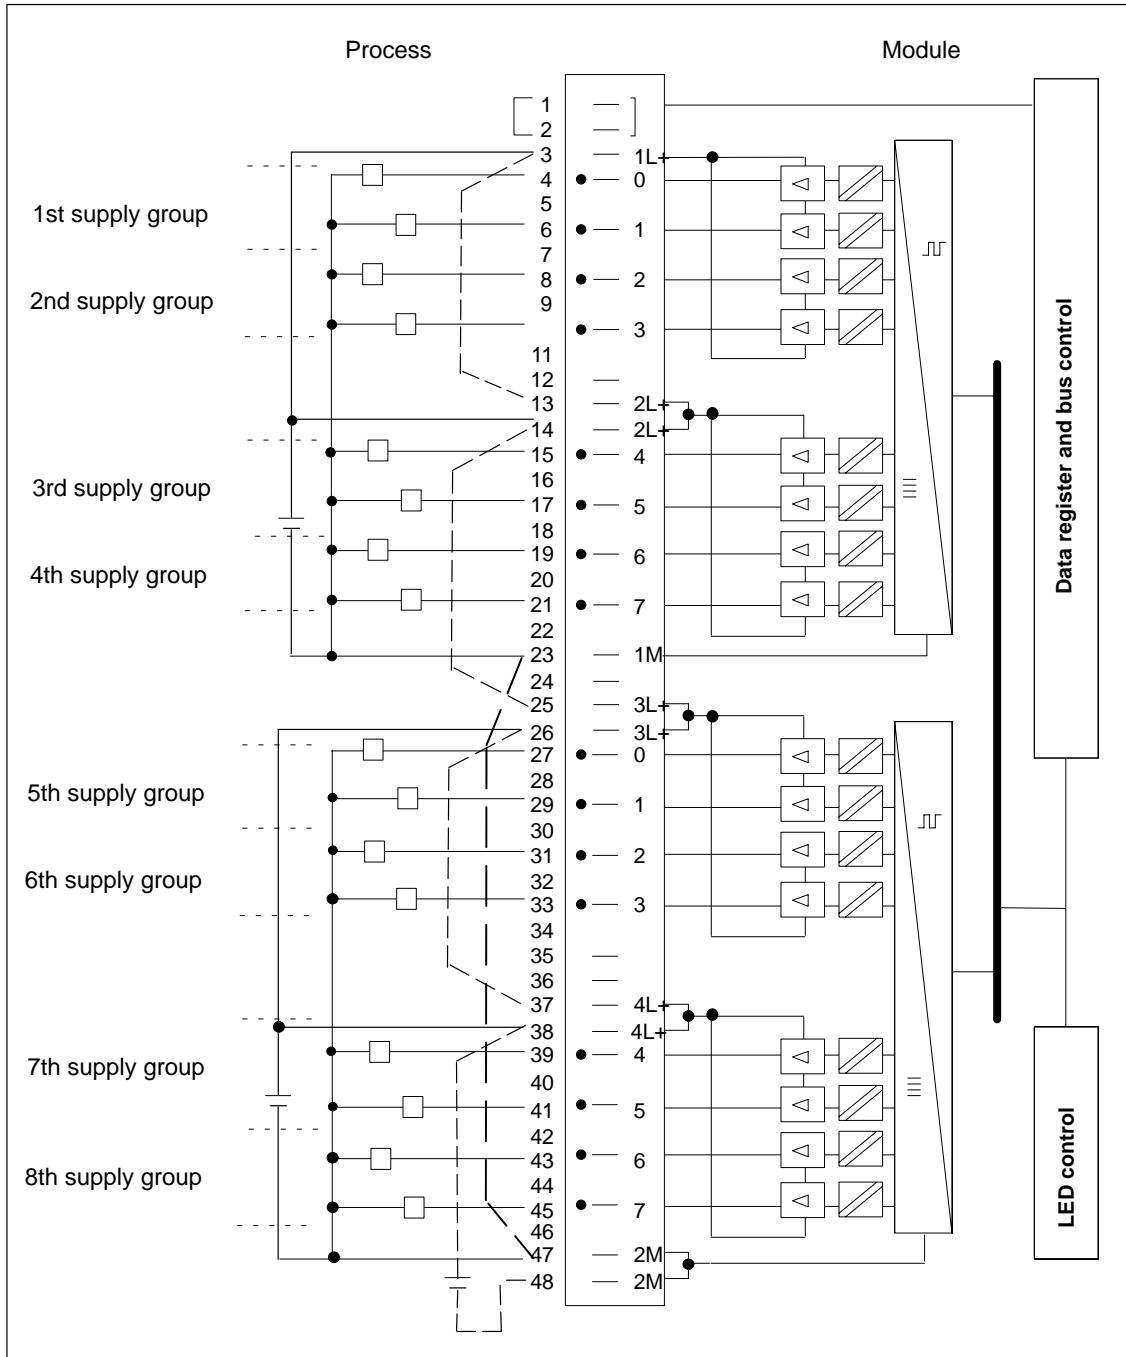 Process Module
1
2
3 1L+
4 0
5
1st supply group
6 1
7
8 2
2nd supply group
9
3
11
12
13 2L+
14 2L+
15 4
16
3rd supply group
17 5
18
19 6
4th supply group
20
21 7
22
23 1M
24
25 3L+
26 3L+
27 0
28
5th supply group
29 1
30
31 2
6th supply group
32
33 3
34
35
36
37 4L+
38 4L+
39 4
7th supply group
40
41 5
42
43 6
8th supply group
44
45 7
46
47 2M
48 2M
Data register and bus control
LED control